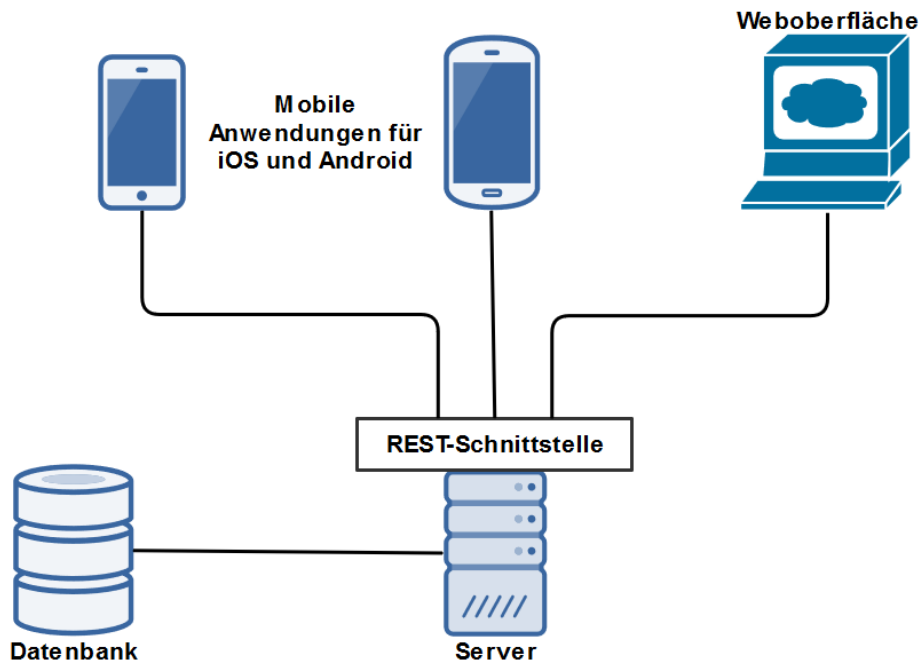 Weboberfläche
Mobile
Anwendungen für
iOS und Android
REST-Schnittstelle
Datenbank
Server